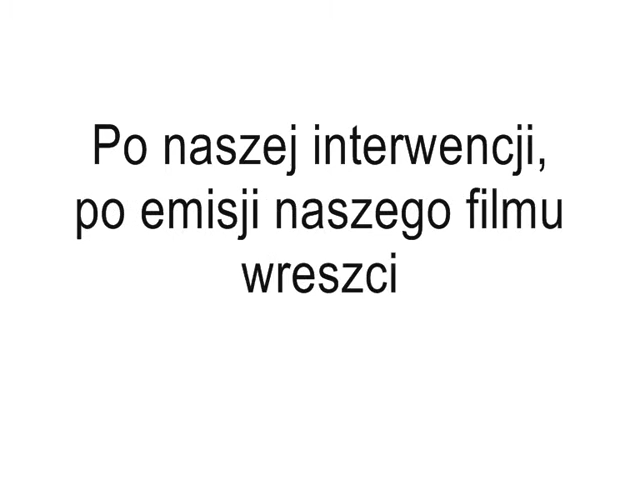 Po naszej interwencji,
po emisji naszego filmu
wreszci